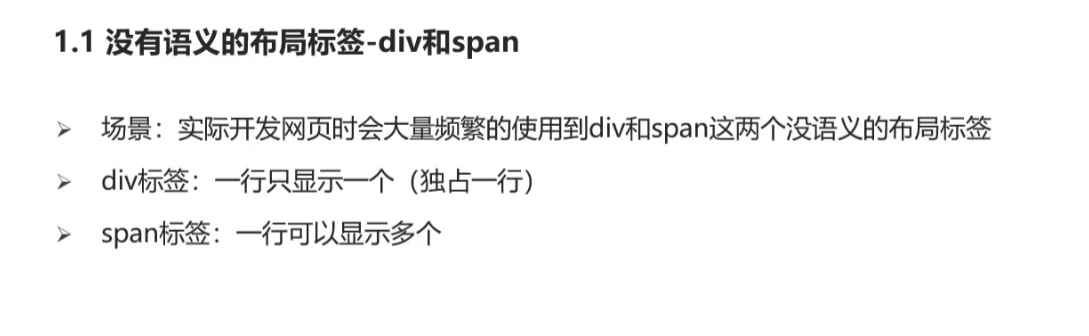 1.1 没有语义的布局标签-div和span
➢ 场景：实际开发网页时会大量频繁的使用到div和span这两个没语义的布局标签
➢ div标签：一行只显示一个（独占一行）
➢ span标签：一行可以显示多个